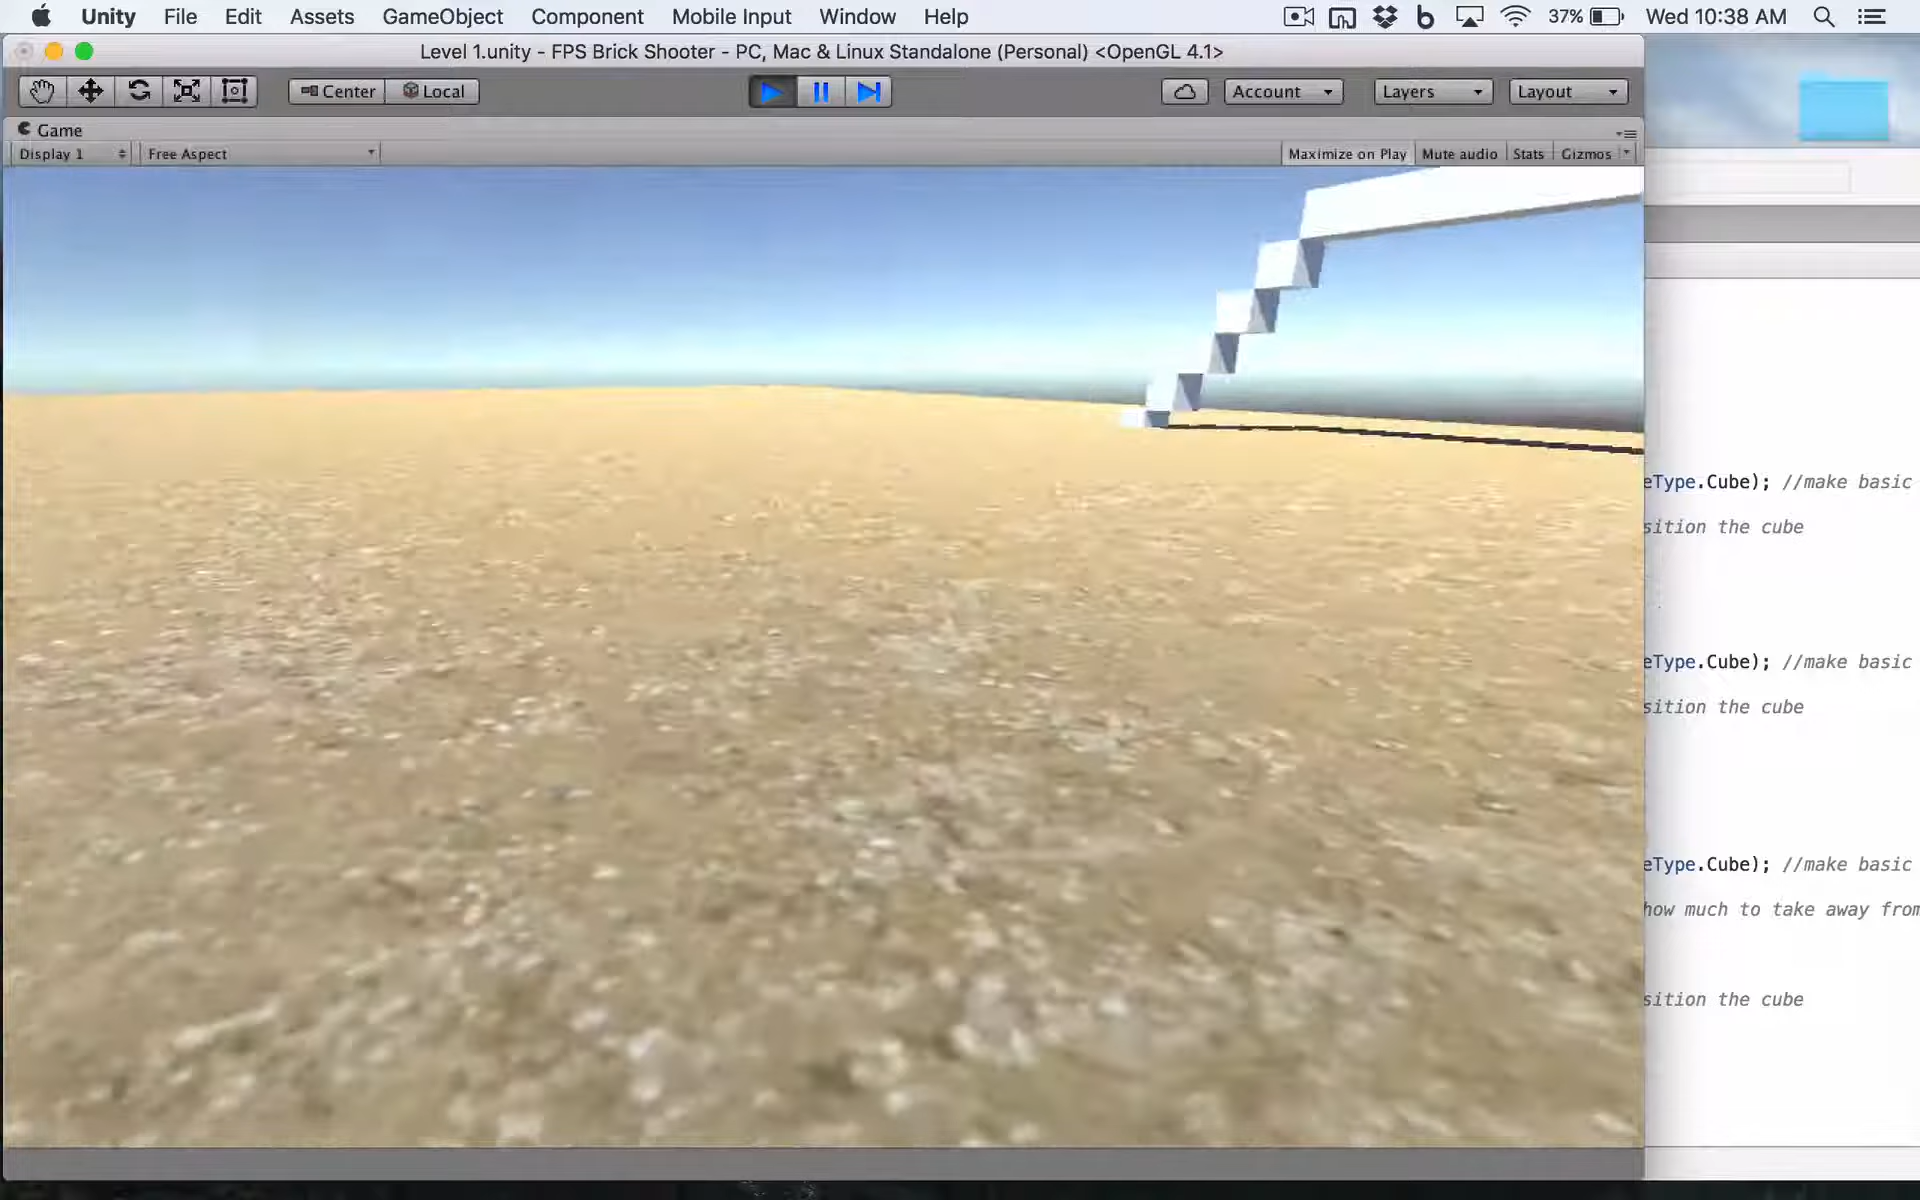 Unity File Edit Assets GameObject Component Mobile Input Window Help 37% Wed 10:38 AM
Level 1.unity - FPS Brick Shooter - PC, Mac & Linux Standalone (Personal) <OpenGL 4.1>
Center Local Account Layers Layout
Game
Display 1 Free Aspect Maximize on Play Mute audio Stats Gizmos
eType.Cube); //make basic
sition the cube
eType.Cube); //make basic
sition the cube
eType.Cube); //make basic
how much to take away from
sition the cube